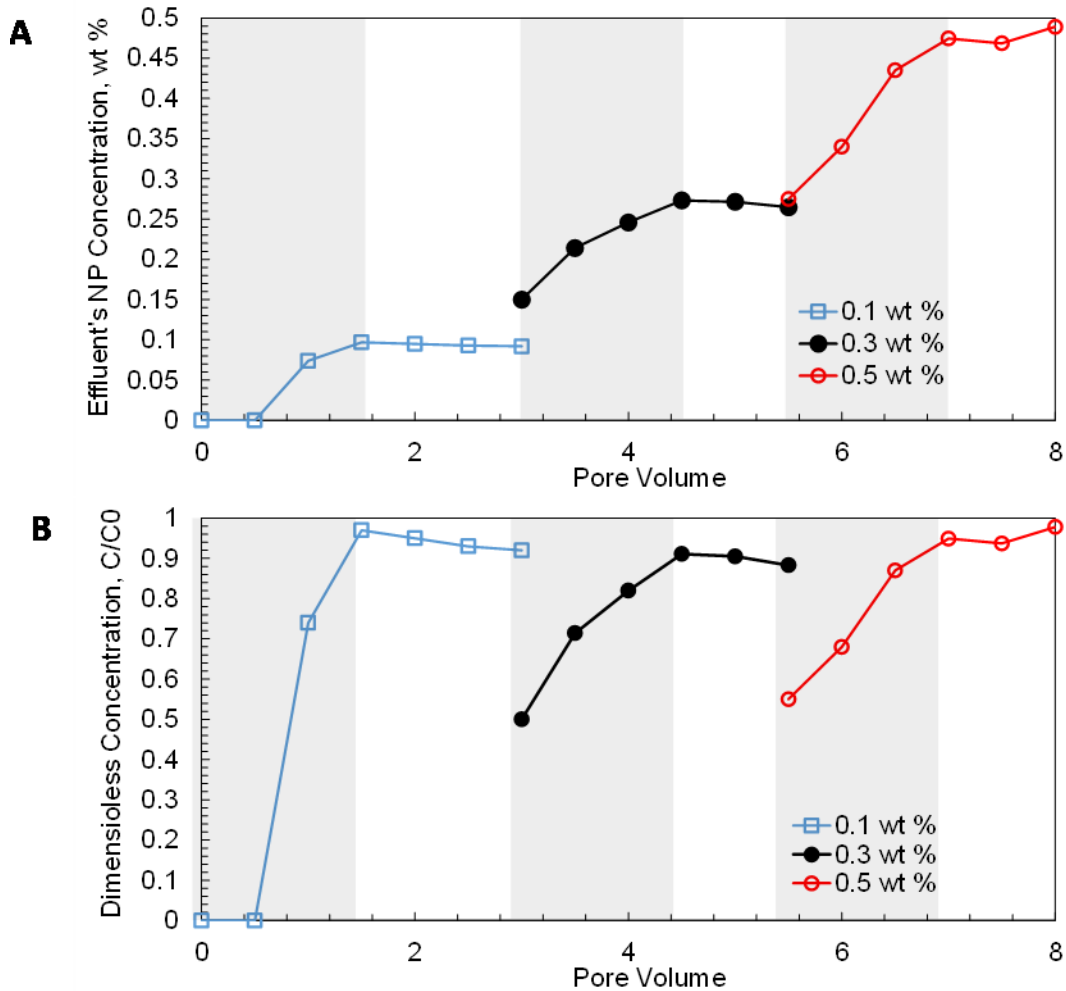 A
Effluent's NP Concentration, wt %
0.5
0.45
0.4
0.35
0.3
0.25
0.2
0.15
0.1
0.05
0
0 2 4 6 8
Pore Volume
0.1 wt %
0.3 wt %
0.5 wt %
B
Dimensioless Concentration, C/C0
1
0.9
0.8
0.7
0.6
0.5
0.4
0.3
0.2
0.1
0
0 2 4 6 8
Pore Volume
0.1 wt %
0.3 wt %
0.5 wt %